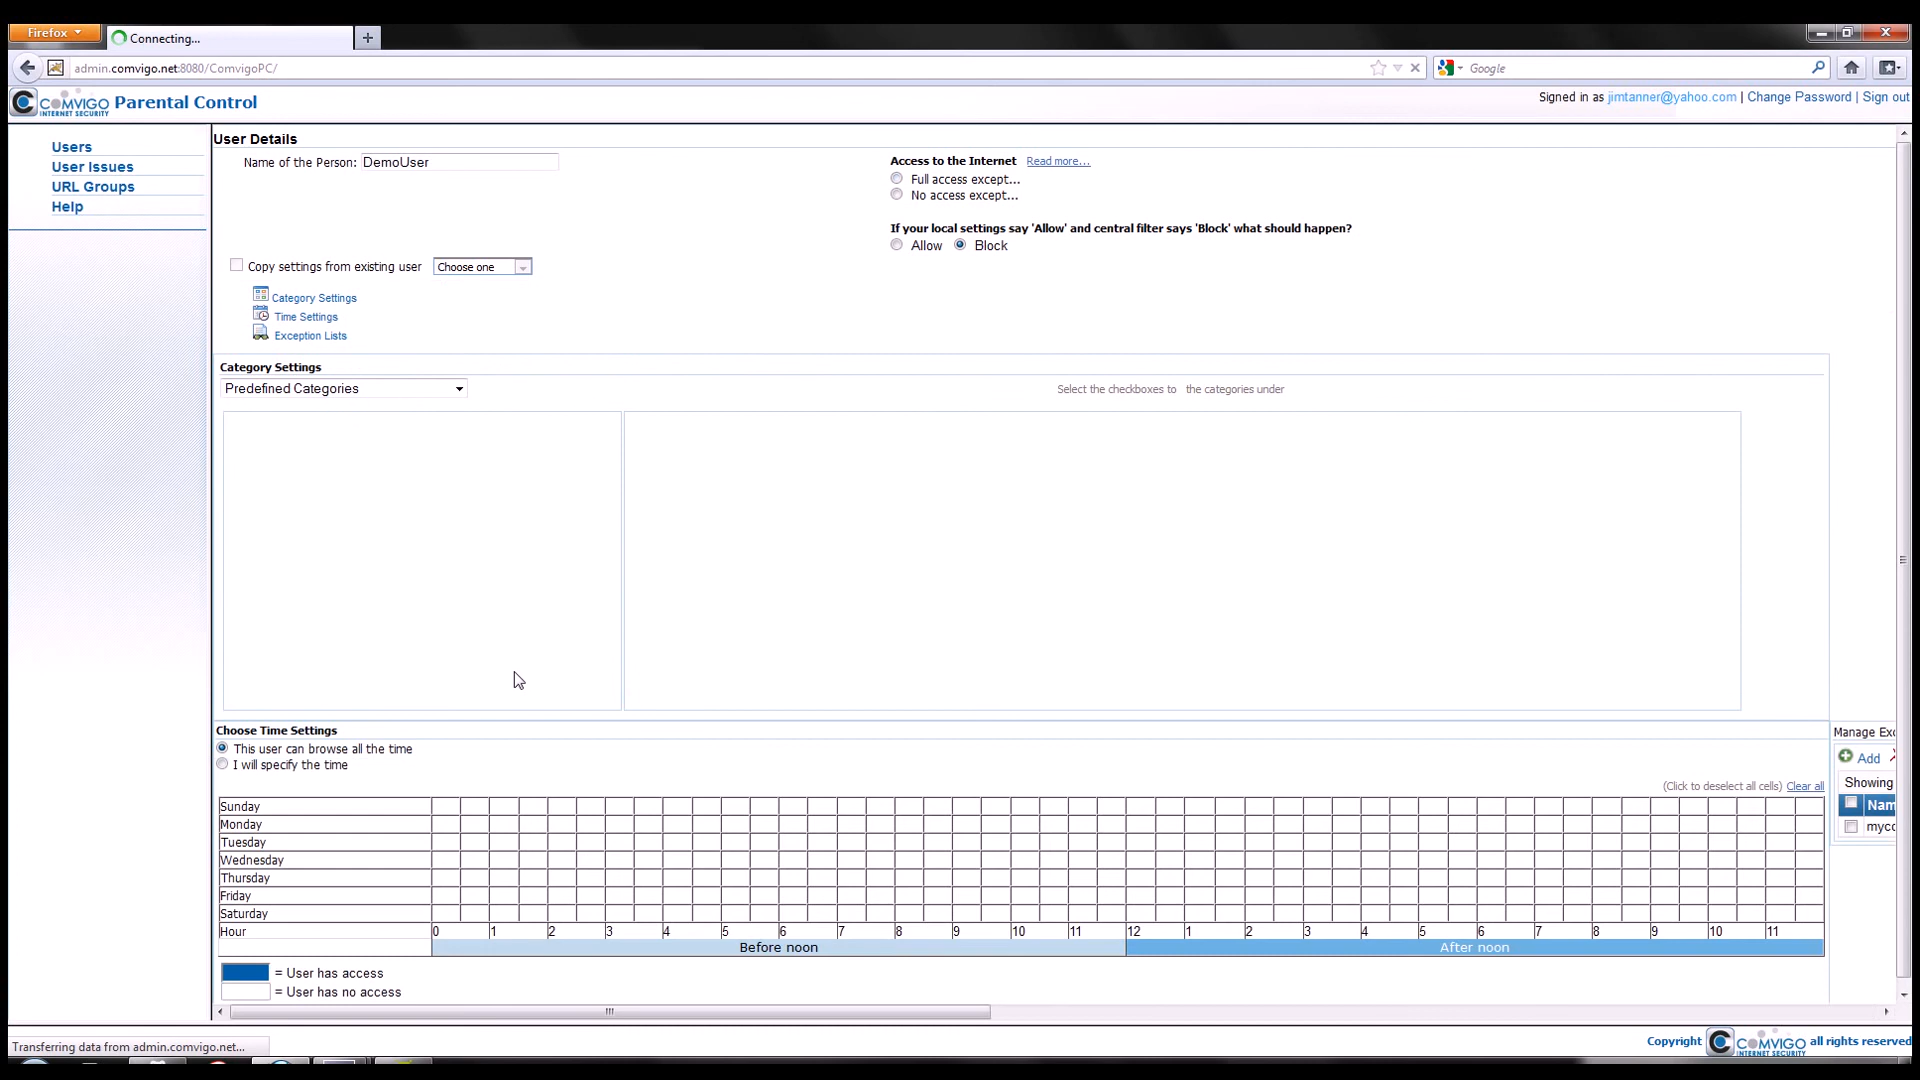 Firefox
Connecting...
admin.comvigo.net:8080/ComvigoPC/
Google
COMVIGO Parental Control
INTERNET SECURITY
Signed in as jimtanner@yahoo.com | Change Password | Sign out
Users
User Issues
URL Groups
Help
User Details
Name of the Person: DemoUser
Access to the Internet Read more...
Full access except...
No access except...
If your local settings say 'Allow' and central filter says 'Block' what should happen?
Allow Block
Copy settings from existing user Choose one
Category Settings
Time Settings
Exception Lists
Category Settings
Predefined Categories
Select the checkboxes to the categories under
Choose Time Settings
This user can browse all the time
I will specify the time
(Click to deselect all cells) Clear all
Manage Exc
Add
Showing
Nam
myco
Sunday
Monday
Tuesday
Wednesday
Thursday
Friday
Saturday
Hour 0 1 2 3 4 5 6 7 8 9 10 11 12 1 2 3 4 5 6 7 8 9 10 11
Before noon After noon
= User has access
= User has no access
Copyright COMVIGO all rights reserved
INTERNET SECURITY
Transferring data from admin.comvigo.net...